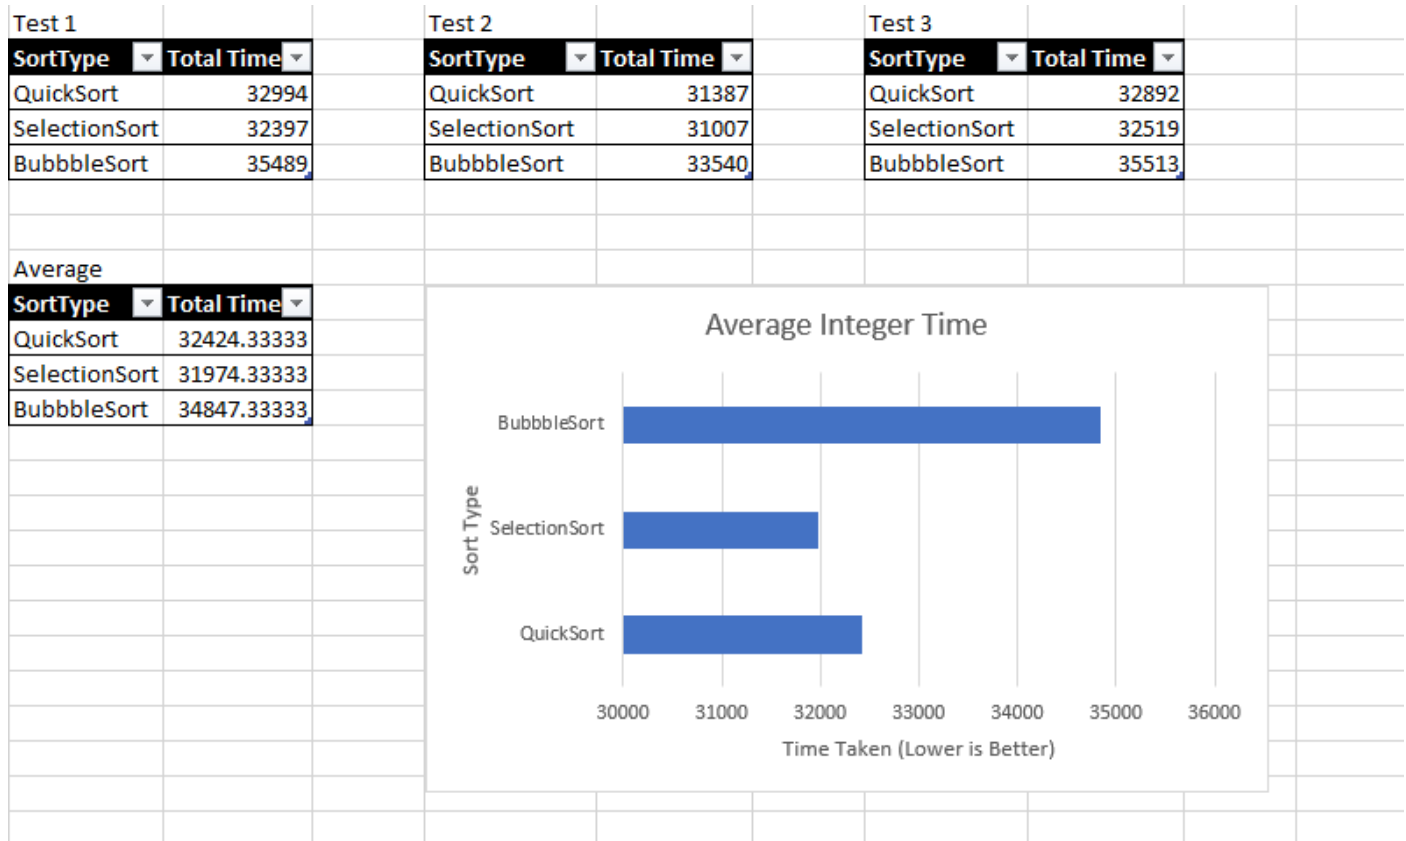 Test 1 Test 2 Test 3
SortType Total Time SortType Total Time SortType Total Time
QuickSort 32994 QuickSort 31387 QuickSort 32892
SelectionSort 32397 SelectionSort 31007 SelectionSort 32519
BubbbleSort 35489 BubbbleSort 33540 BubbbleSort 35513
Average
SortType Total Time
QuickSort 32424.33333
SelectionSort 31974.33333
BubbbleSort 34847.33333
Average Integer Time
Sort Type
BubbbleSort
SelectionSort
QuickSort
30000 31000 32000 33000 34000 35000 36000
Time Taken (Lower is Better)